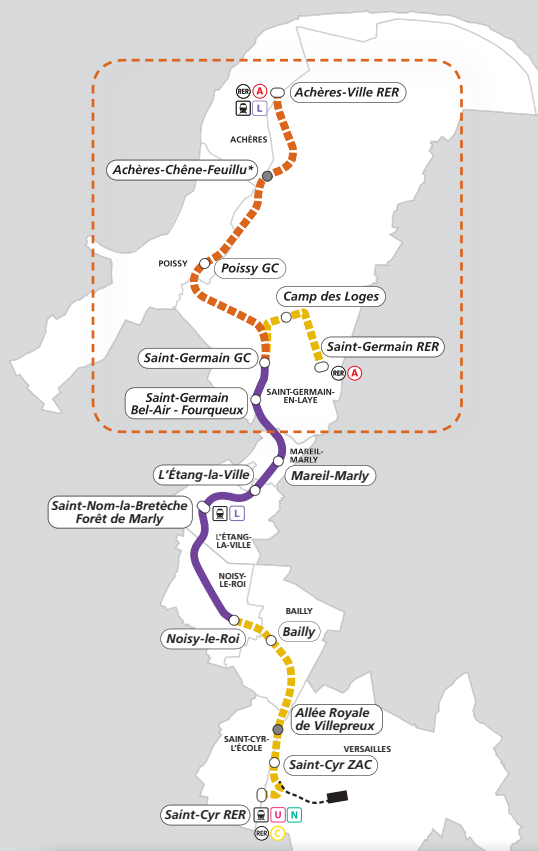 RER A
Achères-Ville RER
L
ACHÈRES
Achères-Chêne-Feuillu*
POISSY
Poissy GC
Camp des Loges
Saint-Germain RER
Saint-Germain GC
RER A
Saint-Germain
Bel-Air - Fourqueux
SAINT-GERMAIN-
EN-LAYE
MAREIL-
MARLY
L'Étang-la-Ville
Mareil-Marly
Saint-Nom-la-Bretèche
Forêt de Marly
L
L'ÉTANG-
LA-VILLE
NOISY-
LE-ROI
BAILLY
Noisy-le-Roi
Bailly
Allée Royale
de Villepreux
SAINT-CYR-
L'ÉCOLE
VERSAILLES
Saint-Cyr ZAC
Saint-Cyr RER
U N
RER C